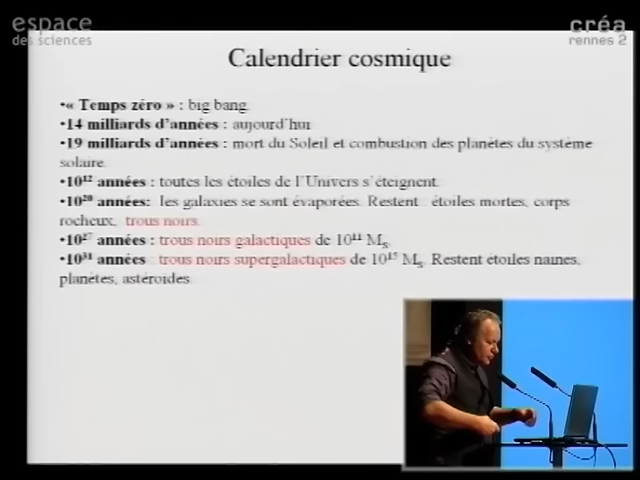 espace
des sciences
créa
rennes 2
Calendrier cosmique
•« Temps zéro » : big bang.
•14 milliards d'années : aujourd'hui
•19 milliards d'années : mort du Soleil et combustion des planètes du système
solaire.
•10¹² années : toutes les étoiles de l'Univers s'éteignent.
•10²⁰ années: les galaxies se sont évaporées. Restent : étoiles mortes, corps
rocheux, trous noirs.
•10²⁷ années : trous noirs galactiques de 10¹¹ Mₛ.
•10³¹ années : trous noirs supergalactiques de 10¹⁵ Mₛ. Restent étoiles naines,
planètes, astéroïdes.